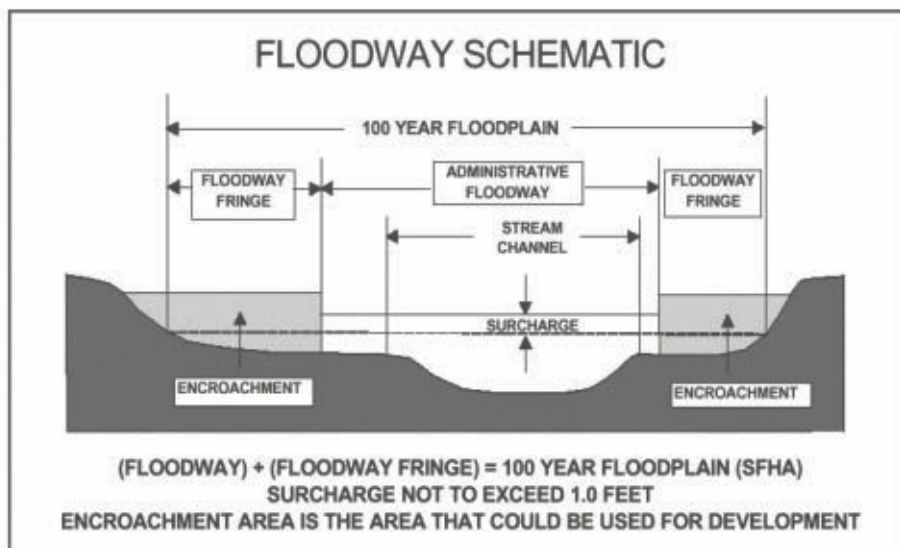 FLOODWAY SCHEMATIC
100 YEAR FLOODPLAIN
FLOODWAY
FRINGE
ADMINISTRATIVE
FLOODWAY
FLOODWAY
FRINGE
STREAM
CHANNEL
SURCHARGE
ENCROACHMENT
ENCROACHMENT
(FLOODWAY) + (FLOODWAY FRINGE) = 100 YEAR FLOODPLAIN (SFHA)
SURCHARGE NOT TO EXCEED 1.0 FEET
ENCROACHMENT AREA IS THE AREA THAT COULD BE USED FOR DEVELOPMENT